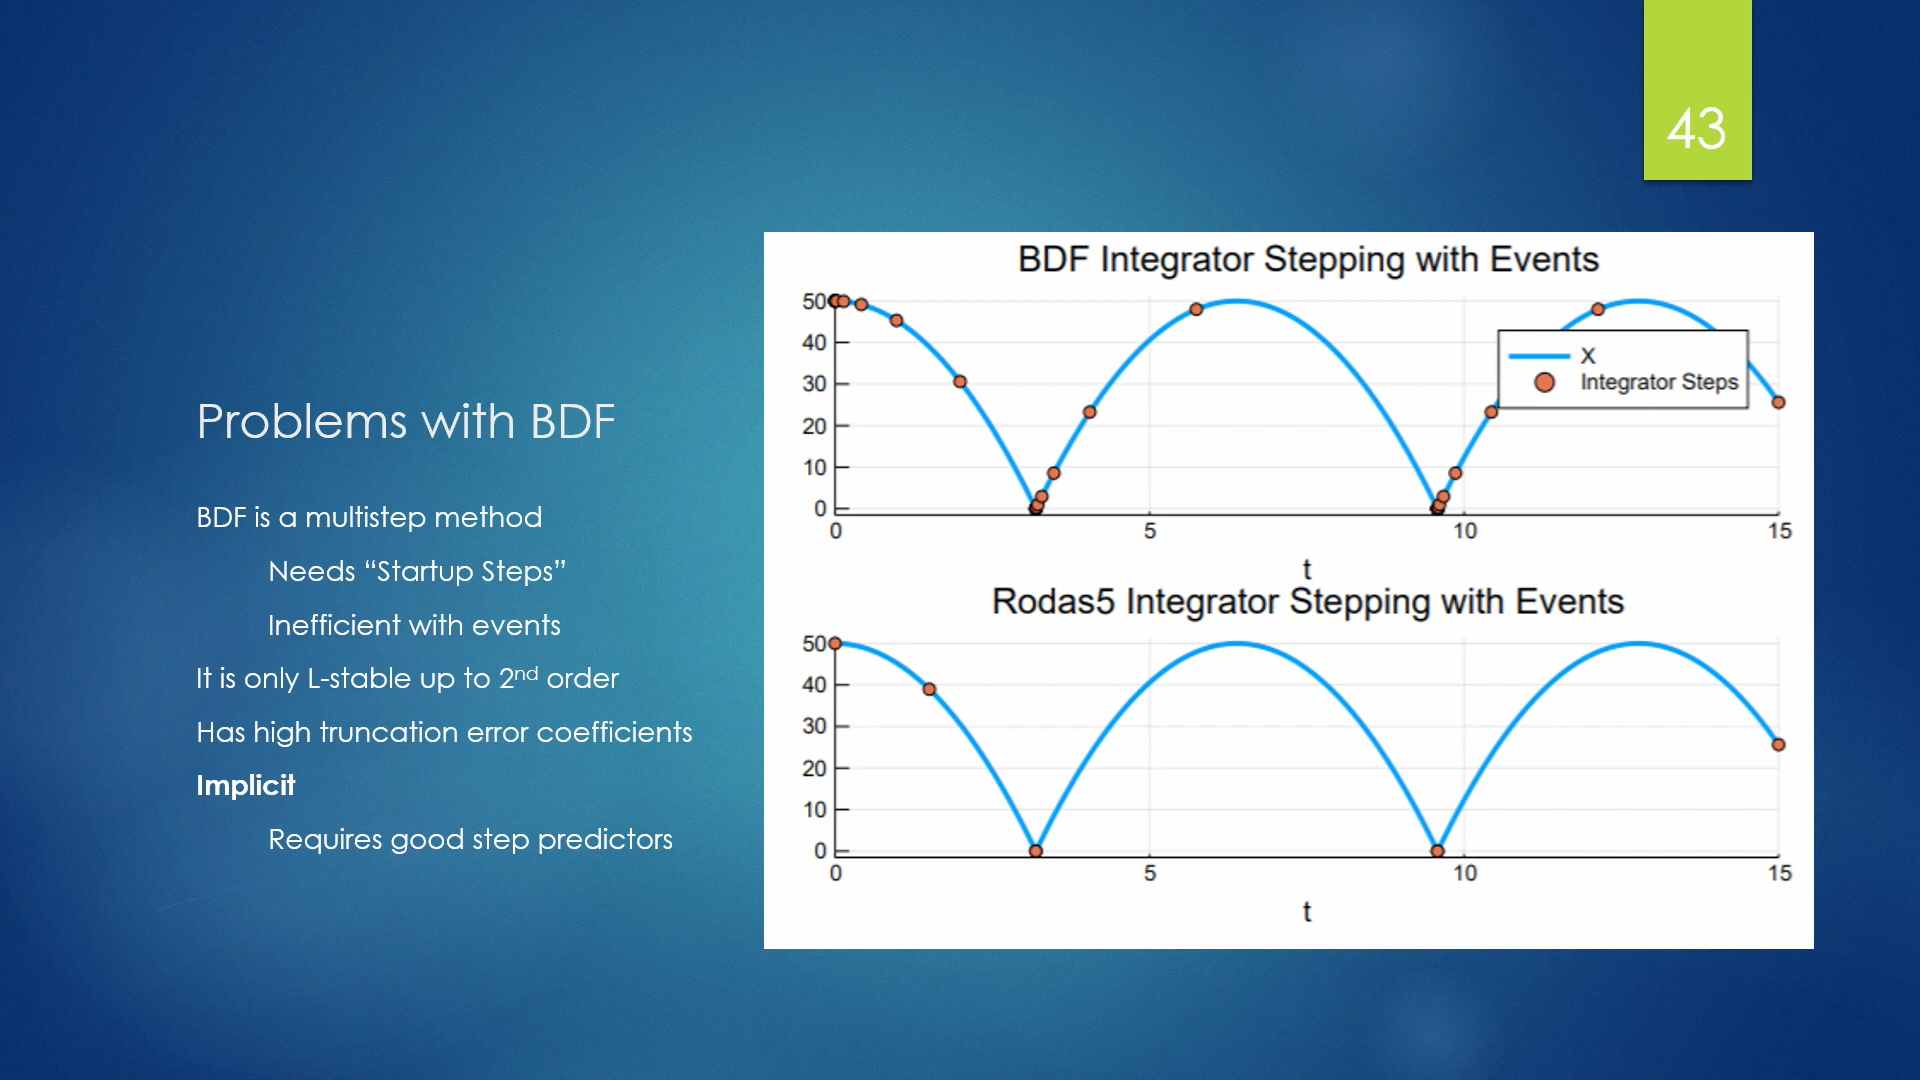 43
Problems with BDF
BDF is a multistep method
Needs “Startup Steps”
Inefficient with events
It is only L-stable up to 2nd order
Has high truncation error coefficients
Implicit
Requires good step predictors
BDF Integrator Stepping with Events
50
40
30
20
10
0
X
Integrator Steps
0 5 10 15
t
Rodas5 Integrator Stepping with Events
50
40
30
20
10
0
0 5 10 15
t